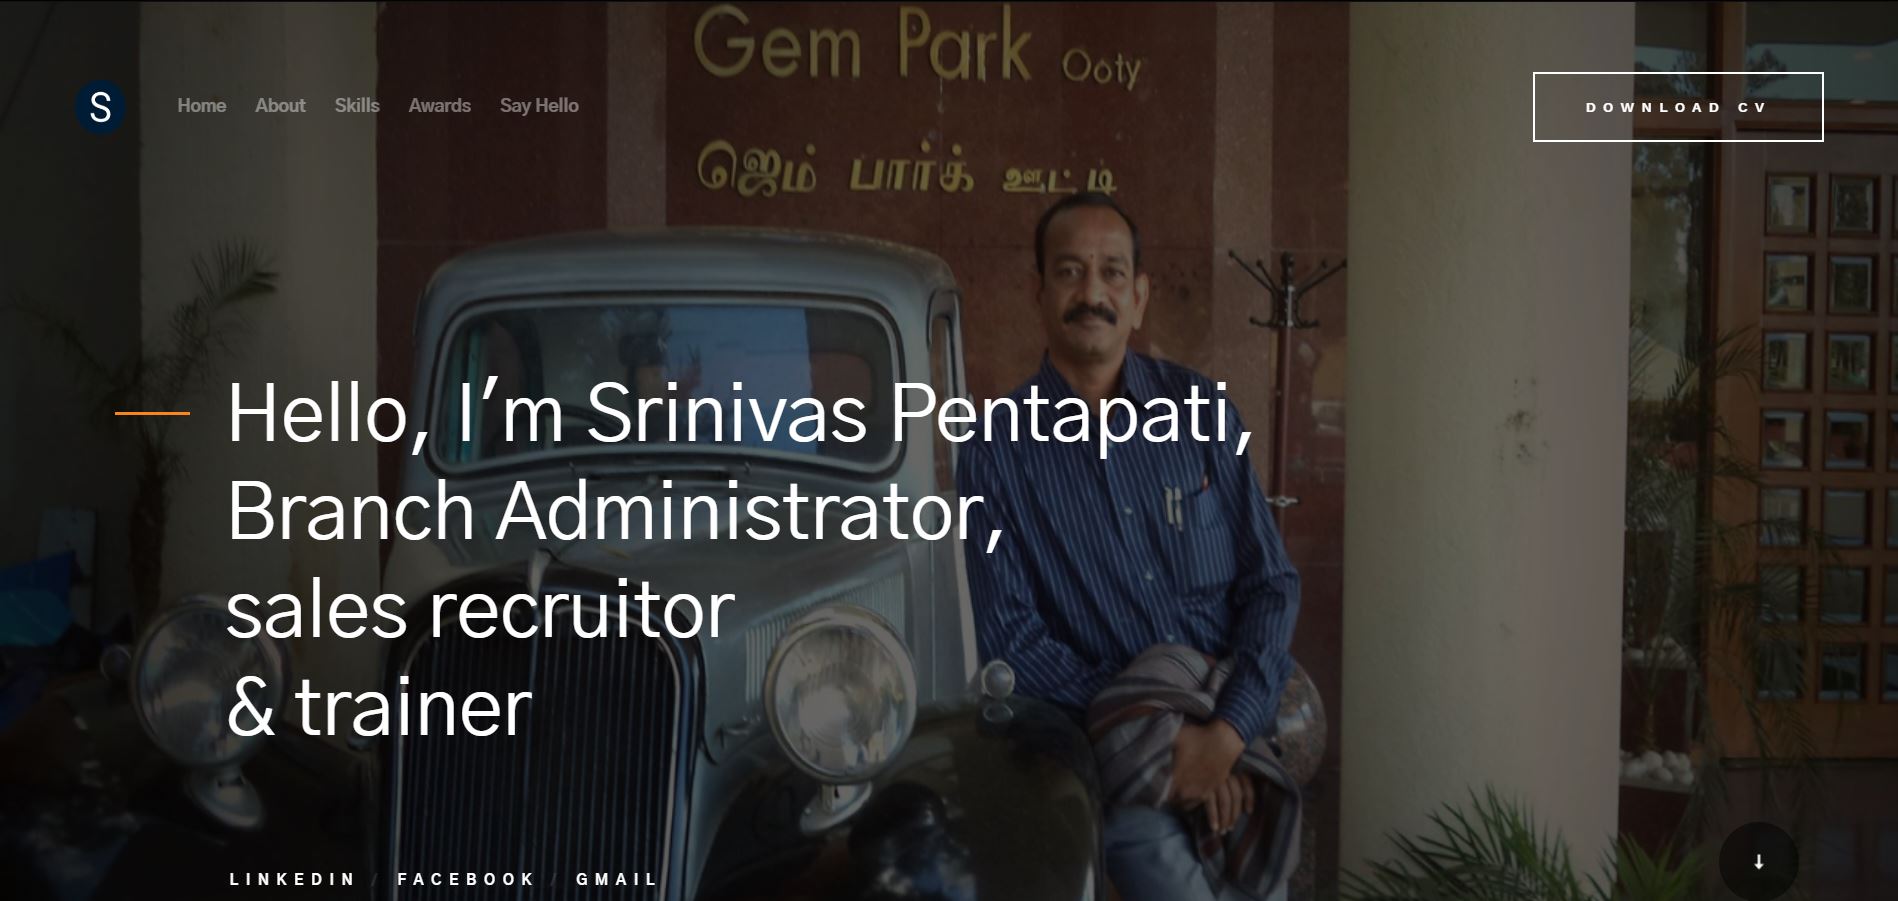 Gem Park Ooty
S
Home About Skills Awards Say Hello
DOWNLOAD CV
ஜெம் பார்க் ஊட்டி
Hello, I'm Srinivas Pentapati,
Branch Administrator,
sales recruitor
& trainer
LINKEDIN / FACEBOOK / GMAIL